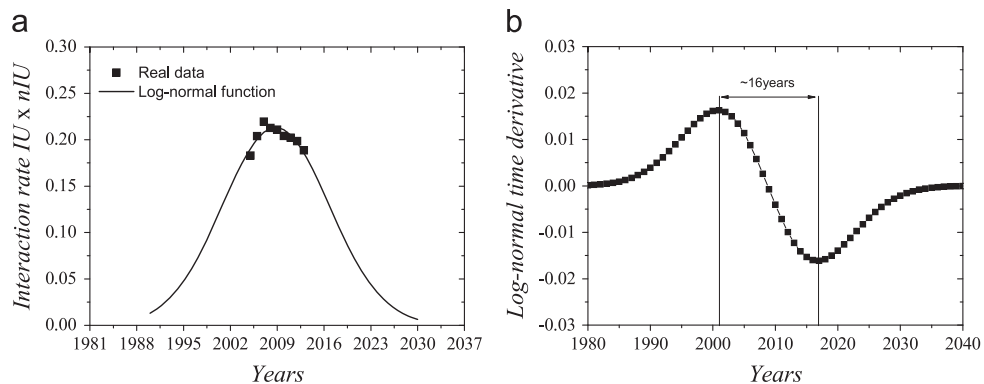 a
Interaction rate IU x nIU
0.30
0.25
0.20
0.15
0.10
0.05
0.00
Real data
Log-normal function
1981 1988 1995 2002 2009 2016 2023 2030 2037
Years
b
Log-normal time derivative
0.03
0.02
0.01
0.00
-0.01
-0.02
-0.03
~16years
1980 1990 2000 2010 2020 2030 2040
Years